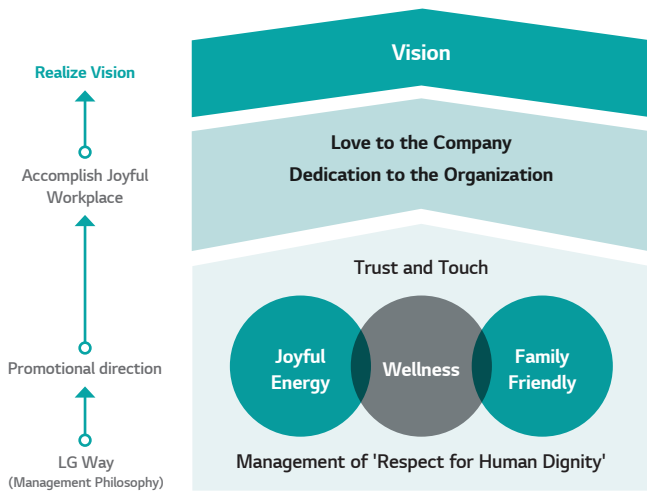 Vision
Realize Vision
Love to the Company
Dedication to the Organization
Accomplish Joyful
Workplace
Trust and Touch
Joyful
Energy
Wellness
Family
Friendly
Promotional direction
Management of 'Respect for Human Dignity'
LG Way
(Management Philosophy)